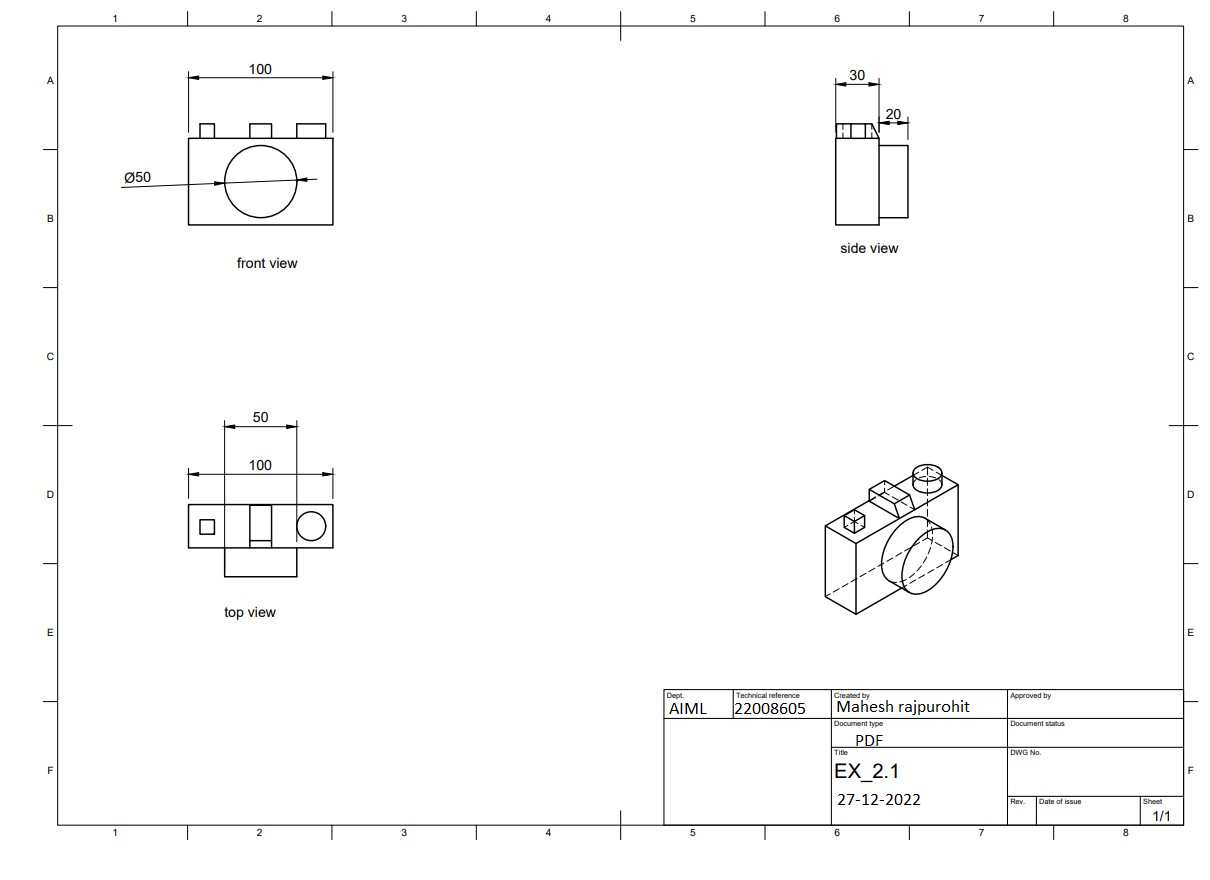 1 2 3 4 5 6 7 8
A A
100
30
20
Ø50
B B
front view
side view
C C
50
100
D D
top view
E E
Dept. Technical reference Created by Approved by
AIML 22008605 Mahesh rajpurohit
Document type Document status
PDF
Title DWG No.
EX_2.1
F F
27-12-2022
Rev. Date of issue Sheet
1/1
1 2 3 4 5 6 7 8